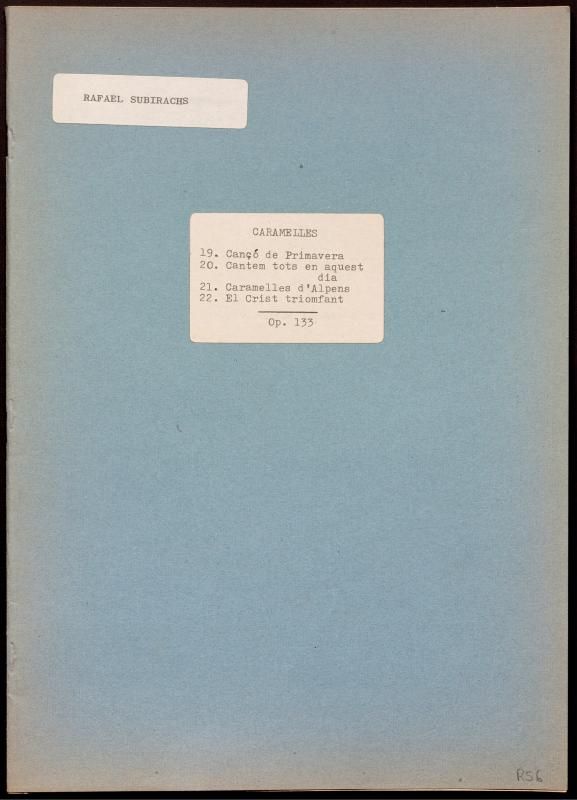 RAFAEL SUBIRACHS
CARAMELLES
19. Cançó de Primavera
20. Cantem tots en aquest
dia
21. Caramelles d'Alpens
22. El Crist triomfant
Op. 133
RS6